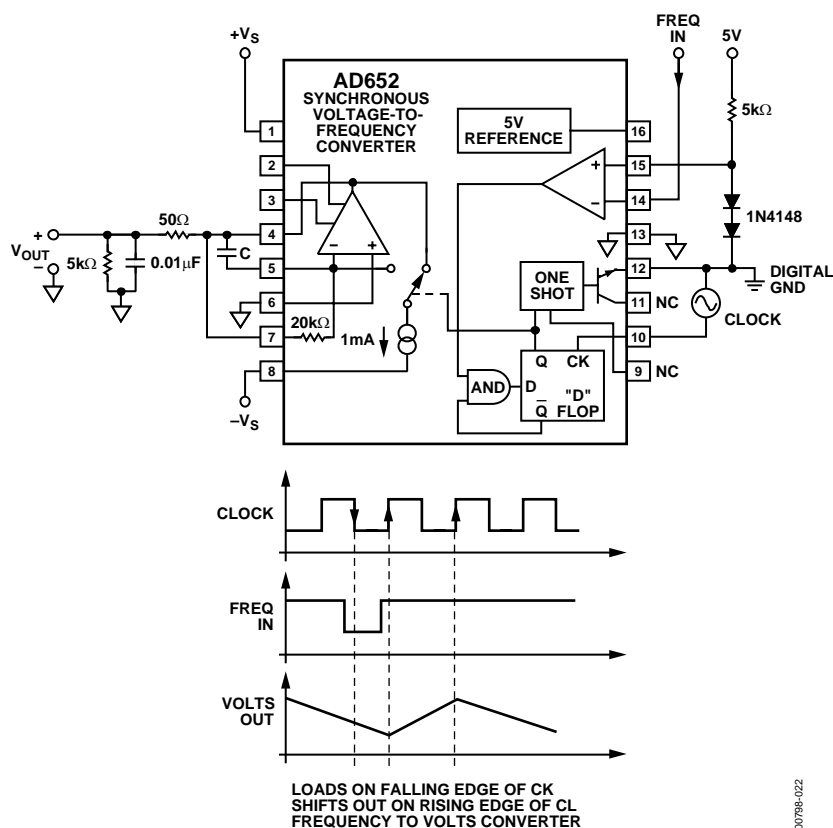 +VS
AD652
SYNCHRONOUS
VOLTAGE-TO-
FREQUENCY
CONVERTER
5V
REFERENCE
FREQ
IN
5V
5kΩ
1
2
3
4
5
6
7
8
16
15
14
13
12
11
10
9
+
–
1N4148
50Ω
+
VOUT
–
5kΩ
0.01µF
C
–
+
20kΩ
1mA
–VS
ONE
SHOT
AND
Q
CK
D
"D"
FLOP
Q
NC
NC
DIGITAL
GND
CLOCK
CLOCK
FREQ
IN
VOLTS
OUT
LOADS ON FALLING EDGE OF CK
SHIFTS OUT ON RISING EDGE OF CL
FREQUENCY TO VOLTS CONVERTER
00798-022